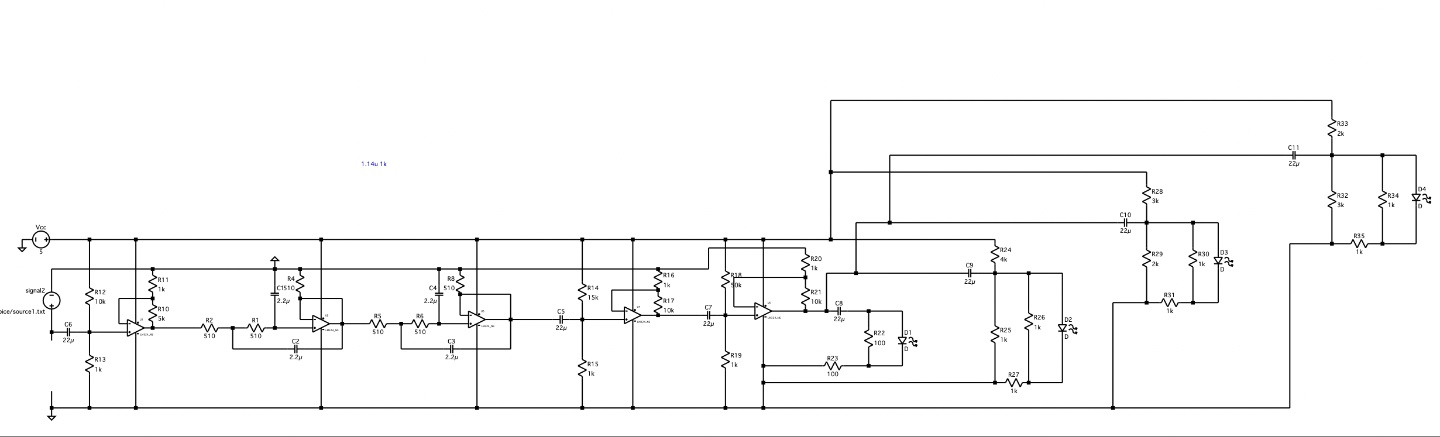 R33
2k
C11
22µ
1.14u 1k
R28
3k
R32
3k
R34
1k
D4
D
C10
22µ
Vcc
5
R35
1k
R24
4k
R29
2k
R30
1k
D3
D
R20
1k
C9
22µ
R11
1k
R4
510
C1
2.2µ
R8
510
C4
2.2µ
R16
1k
R18
50k
signal2
R12
10k
R14
15k
R17
10k
R21
10k
R31
1k
oice/source1.txt
R10
5k
C7
22µ
C8
22µ
C6
22µ
R2
510
R1
510
R5
510
R6
510
C5
22µ
R26
1k
D2
D
R22
100
D1
D
R25
1k
C2
2.2µ
C3
2.2µ
R13
1k
R15
1k
R19
1k
R23
100
R27
1k